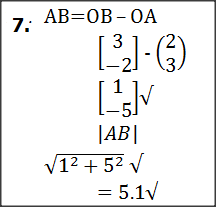 7.· AB=OB – OA
[3 −2] - (2 3)
[1 −5]√
|AB|
√1² + 5² √
= 5.1√